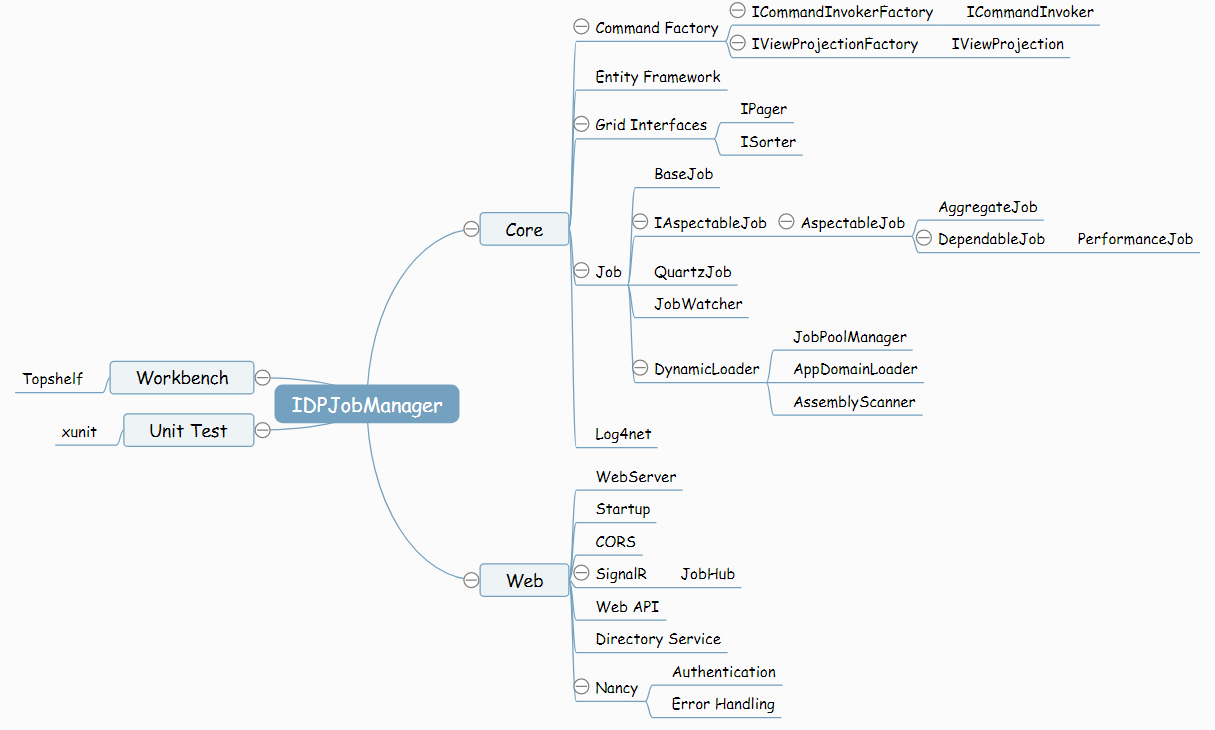 ICommandInvokerFactory ICommandInvoker
Command Factory
IViewProjectionFactory IViewProjection
Entity Framework
IPager
Grid Interfaces
ISorter
BaseJob
AggregateJob
IAspectableJob AspectableJob
DependableJob PerformanceJob
Core
Job QuartzJob
JobWatcher
JobPoolManager
DynamicLoader AppDomainLoader
AssemblyScanner
Topshelf Workbench
IDPJobManager
xunit Unit Test
Log4net
WebServer
Startup
CORS
SignalR JobHub
Web
Web API
Directory Service
Authentication
Nancy
Error Handling